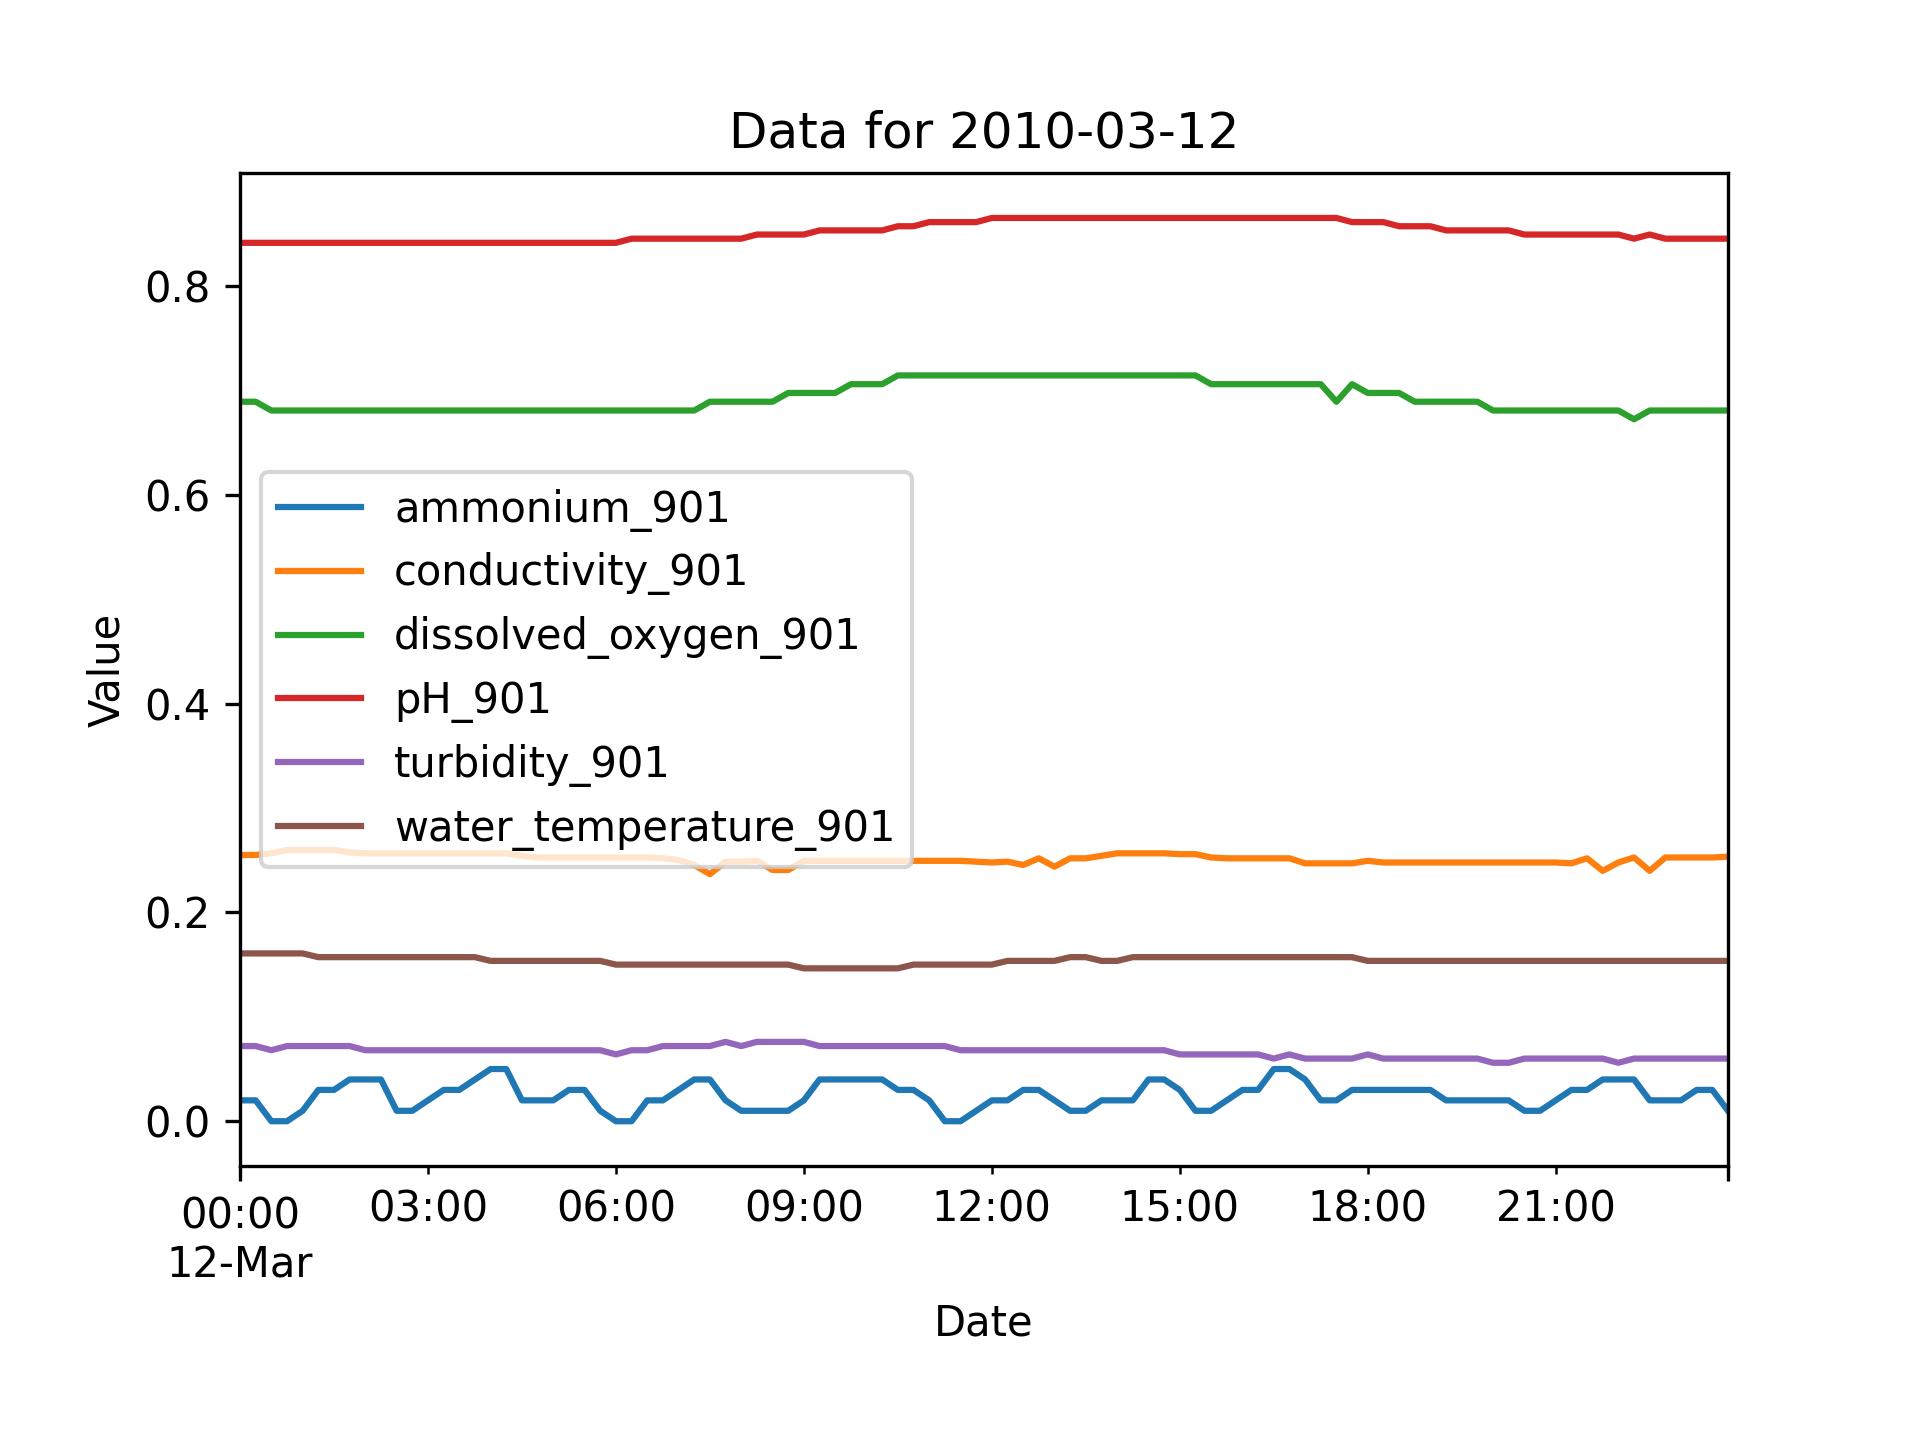 Data for 2010-03-12
Value
0.8
0.6
0.4
0.2
0.0
ammonium_901
conductivity_901
dissolved_oxygen_901
pH_901
turbidity_901
water_temperature_901
00:00 03:00 06:00 09:00 12:00 15:00 18:00 21:00
12-Mar
Date